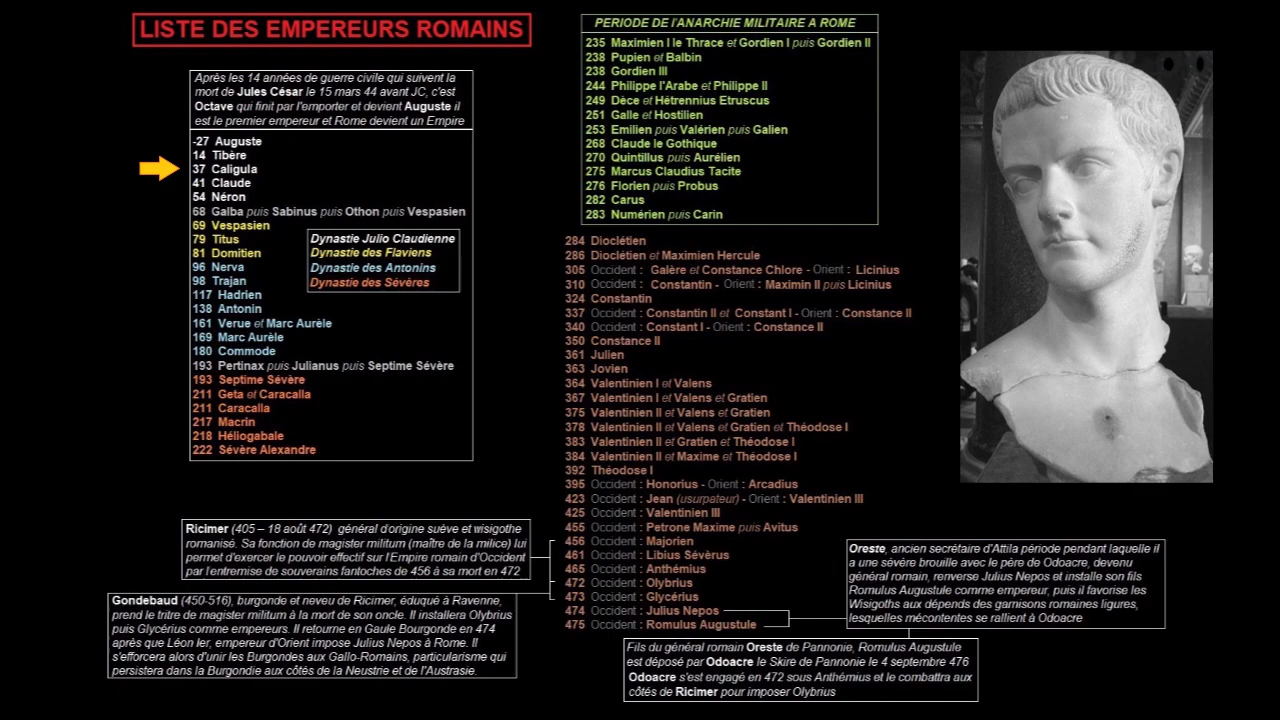 LISTE DES EMPEREURS ROMAINS
Après les 14 années de guerre civile qui suivent la
mort de Jules César le 15 mars 44 avant JC, c'est
Octave qui finit par l'emporter et devient Auguste il
est le premier empereur et Rome devient un Empire
-27 Auguste
14 Tibère
37 Caligula
41 Claude
54 Néron
68 Galba puis Sabinus puis Othon puis Vespasien
69 Vespasien
79 Titus
81 Domitien
96 Nerva
98 Trajan
117 Hadrien
138 Antonin
161 Verue et Marc Aurèle
169 Marc Aurèle
180 Commode
193 Pertinax puis Julianus puis Septime Sévère
193 Septime Sévère
211 Geta et Caracalla
211 Caracalla
217 Macrin
218 Héliogabale
222 Sévère Alexandre
Dynastie Julio Claudienne
Dynastie des Flaviens
Dynastie des Antonins
Dynastie des Sévères
PERIODE DE l'ANARCHIE MILITAIRE A ROME
235 Maximien I le Thrace et Gordien I puis Gordien II
238 Pupien et Balbin
238 Gordien III
244 Philippe l'Arabe et Philippe II
249 Dèce et Hétrennius Etruscus
251 Galle et Hostilien
253 Emilien puis Valérien puis Galien
268 Claude le Gothique
270 Quintillus puis Aurélien
275 Marcus Claudius Tacite
276 Florien puis Probus
282 Carus
283 Numérien puis Carin
284 Dioclétien
286 Dioclétien et Maximien Hercule
305 Occident : Galère et Constance Chlore - Orient : Licinius
310 Occident : Constantin - Orient : Maximin II puis Licinius
324 Constantin
337 Occident : Constantin II et Constant I - Orient : Constance II
340 Occident : Constant I - Orient : Constance II
350 Constance II
361 Julien
363 Jovien
364 Valentinien I et Valens
367 Valentinien I et Valens et Gratien
375 Valentinien II et Valens et Gratien
378 Valentinien II et Valens et Gratien et Théodose I
383 Valentinien II et Gratien et Théodose I
384 Valentinien II et Maxime et Théodose I
392 Théodose I
395 Occident : Honorius - Orient : Arcadius
423 Occident : Jean (usurpateur) - Orient : Valentinien III
425 Occident : Valentinien III
455 Occident : Petrone Maxime puis Avitus
456 Occident : Majorien
461 Occident : Libius Sévèrus
465 Occident : Anthémius
472 Occident : Olybrius
473 Occident : Glycérius
474 Occident : Julius Nepos
475 Occident : Romulus Augustule
Ricimer (405 – 18 août 472) général d'origine suève et wisigothe
romanisé. Sa fonction de magister militum (maître de la milice) lui
permet d'exercer le pouvoir effectif sur l'Empire romain d'Occident
par l'entremise de souverains fantoches de 456 à sa mort en 472
Gondebaud (450-516), burgonde et neveu de Ricimer, éduqué à Ravenne,
prend le titre de magister militum à la mort de son oncle. Il installera Olybrius
puis Glycérius comme empereurs. Il retourne en Gaule Bourgonde en 474
après que Léon Ier, empereur d'Orient impose Julius Nepos à Rome. Il
s'efforcera alors d'unir les Burgondes aux Gallo-Romains, particularisme qui
persistera dans la Burgondie aux côtés de la Neustrie et de l'Austrasie.
Oreste, ancien secrétaire d'Attila période pendant laquelle il
a une sévère brouille avec le père de Odoacre, devenu
général romain, renverse Julius Nepos et installe son fils
Romulus Augustule comme empereur, puis il favorise les
Wisigoths aux dépends des garnisons romaines ligures,
lesquelles mécontentes se rallient à Odoacre
Fils du général romain Oreste de Pannonie, Romulus Augustule
est déposé par Odoacre le Skire de Pannonie le 4 septembre 476
Odoacre s'est engagé en 472 sous Anthémius et le combattra aux
côtés de Ricimer pour imposer Olybrius